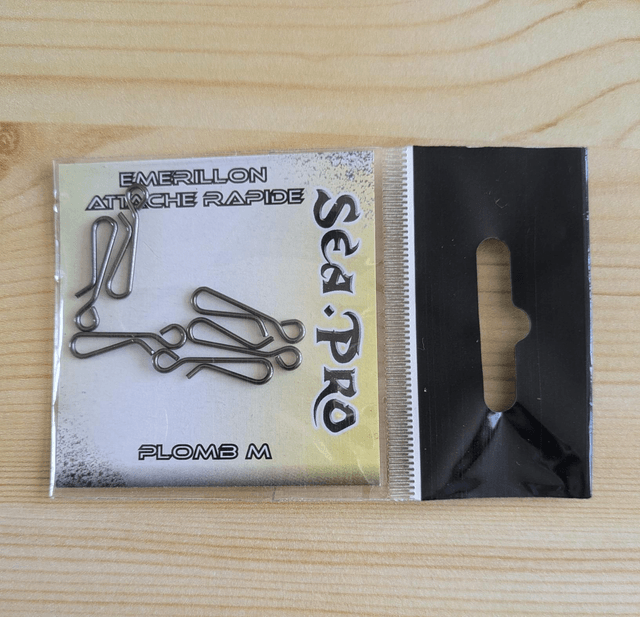 EMERILLON
ATTACHE RAPIDE
Sea.Pro
PLOMB M